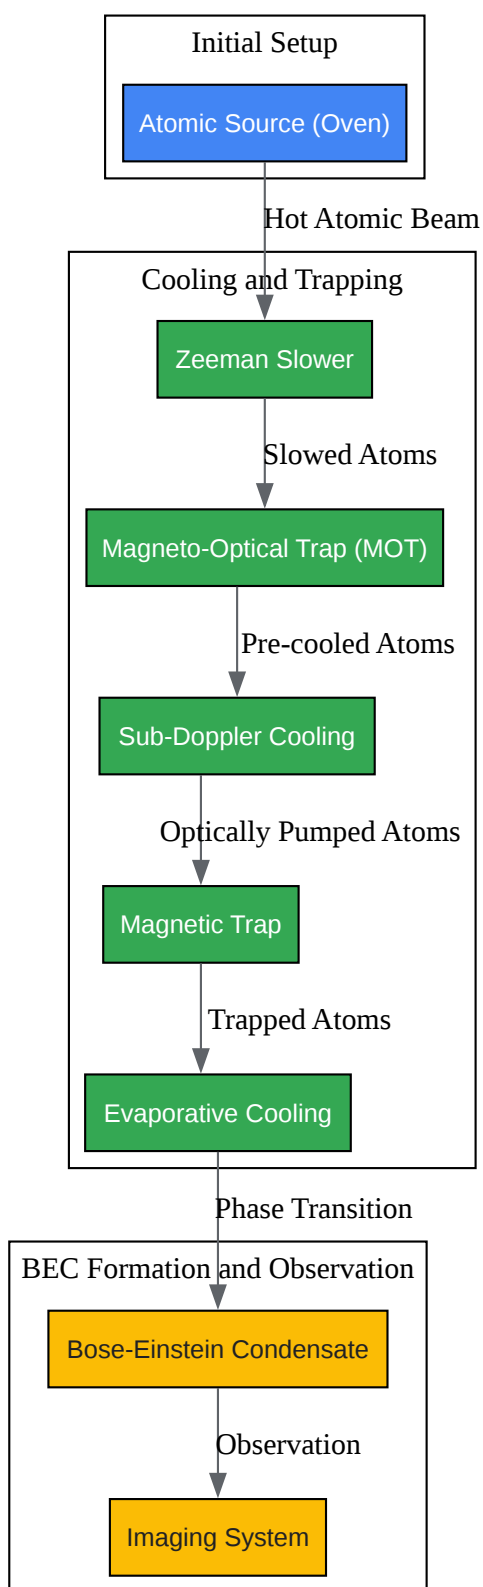 Initial Setup
Atomic Source (Oven)
Hot Atomic Beam
Cooling and Trapping
Zeeman Slower
Slowed Atoms
Magneto-Optical Trap (MOT)
Pre-cooled Atoms
Sub-Doppler Cooling
Optically Pumped Atoms
Magnetic Trap
Trapped Atoms
Evaporative Cooling
Phase Transition
BEC Formation and Observation
Bose-Einstein Condensate
Observation
Imaging System